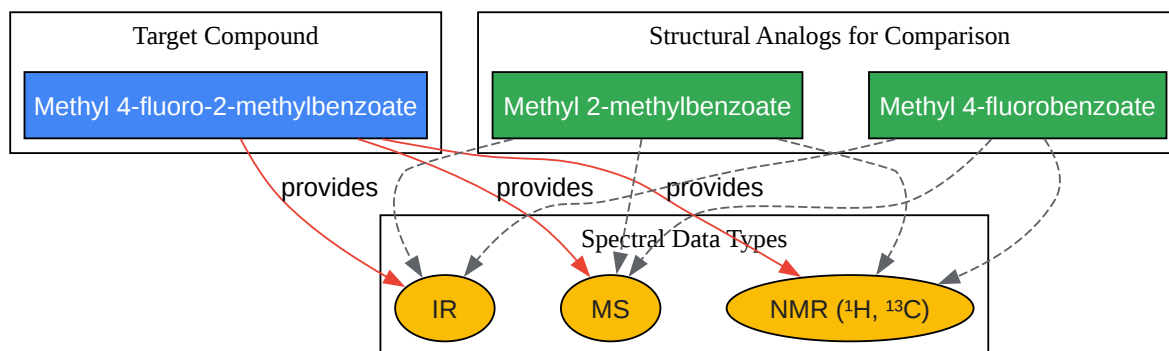 Target Compound
Structural Analogs for Comparison
Methyl 4-fluoro-2-methylbenzoate
Methyl 2-methylbenzoate
Methyl 4-fluorobenzoate
provides
provides
provides
Spectral Data Types
IR
MS
NMR (¹H, ¹³C)